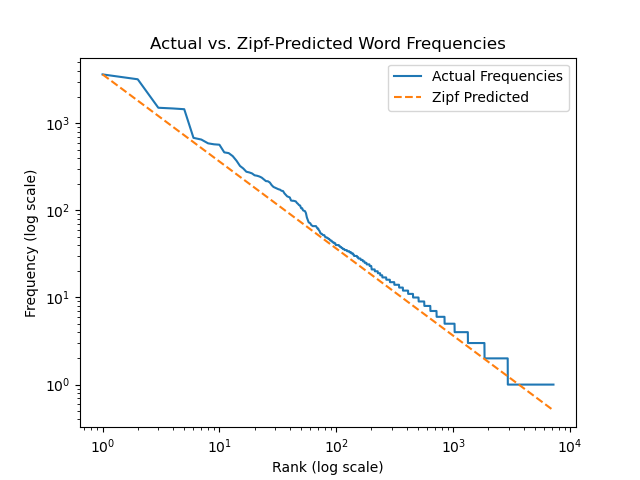 Actual vs. Zipf-Predicted Word Frequencies
Actual Frequencies
Zipf Predicted
Frequency (log scale)
10³
10²
10¹
10⁰
10⁰ 10¹ 10² 10³ 10⁴
Rank (log scale)